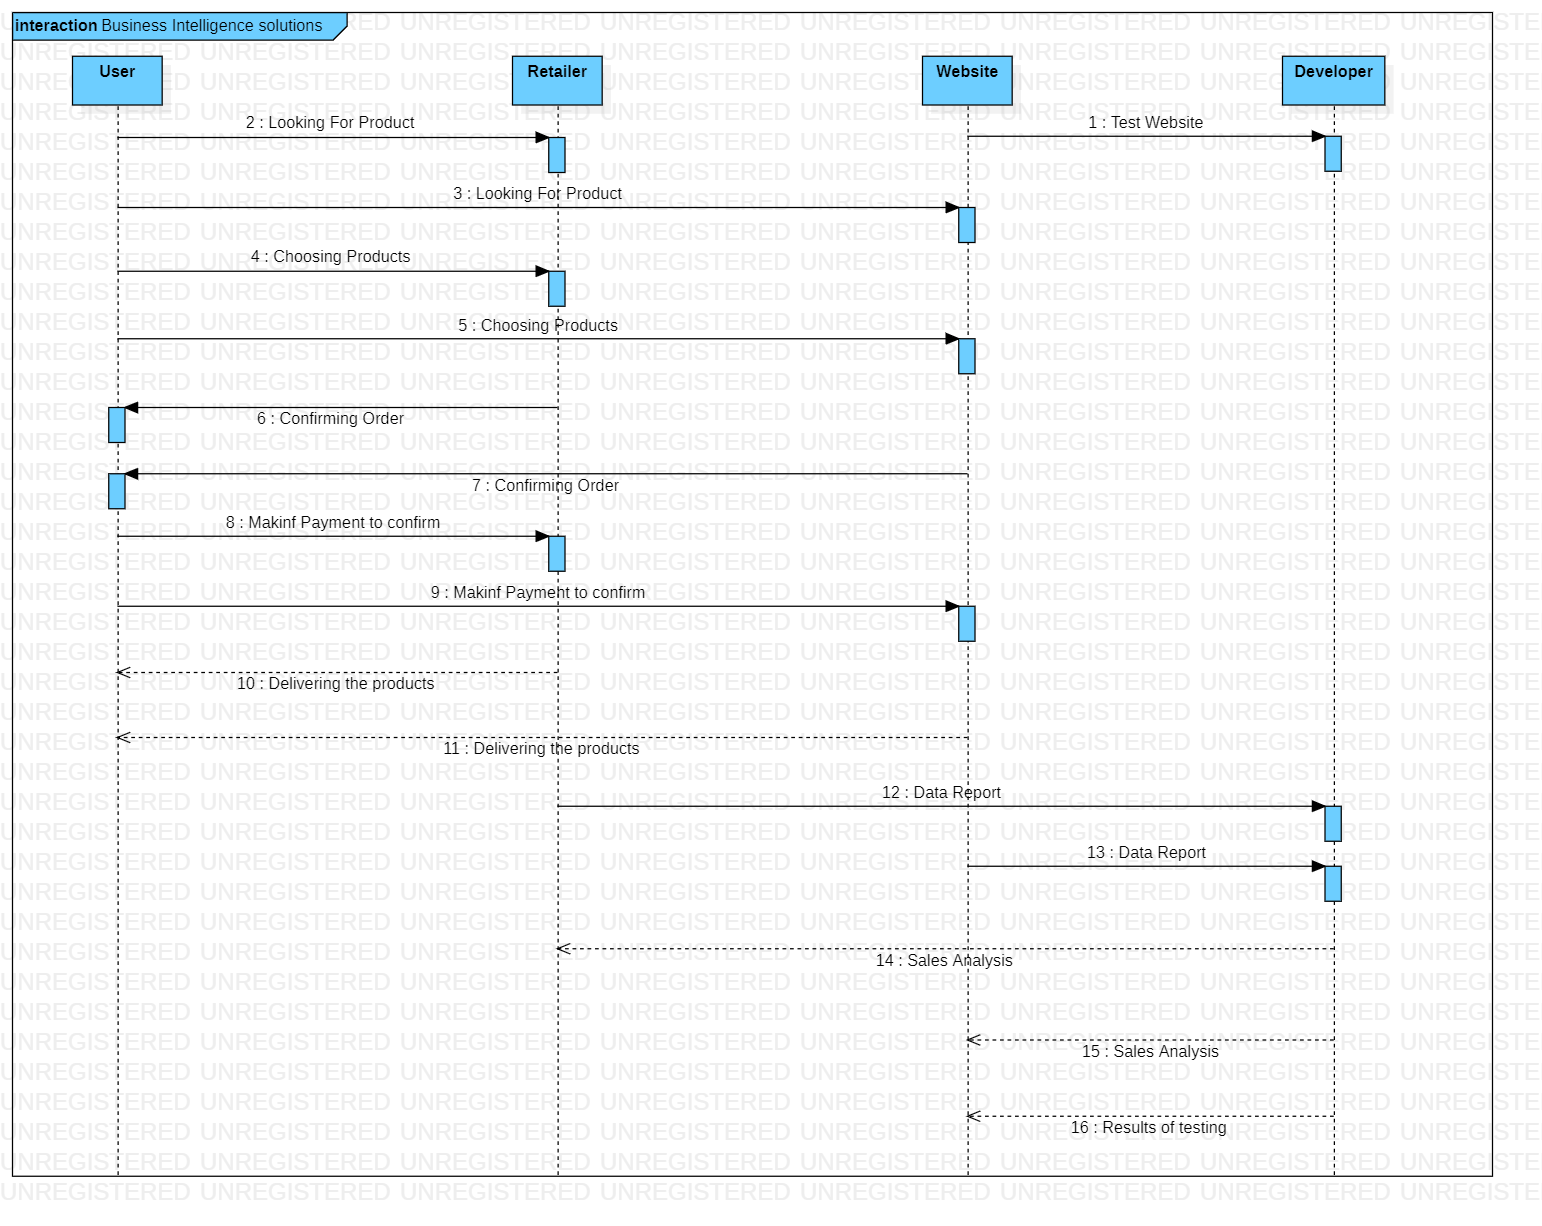 interaction Business Intelligence solutions
User
Retailer
Website
Developer
2 : Looking For Product
1 : Test Website
3 : Looking For Product
4 : Choosing Products
5 : Choosing Products
6 : Confirming Order
7 : Confirming Order
8 : Makinf Payment to confirm
9 : Makinf Payment to confirm
10 : Delivering the products
11 : Delivering the products
12 : Data Report
13 : Data Report
14 : Sales Analysis
15 : Sales Analysis
16 : Results of testing
UNREGISTERED